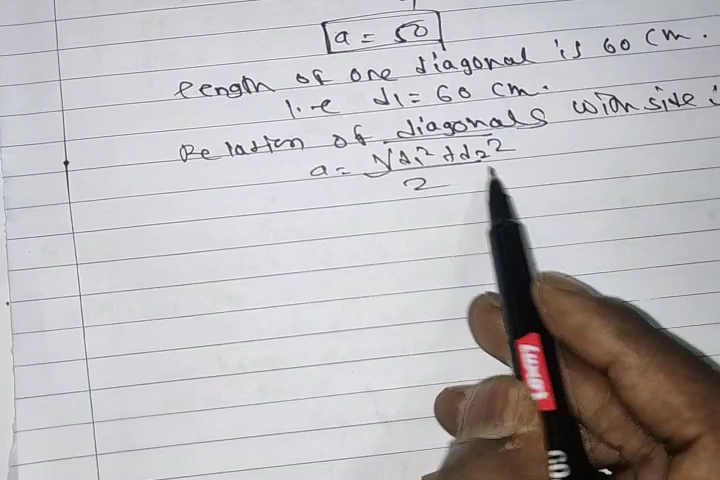 a = 50
length of one diagonal is 60 cm.
i.e d1 = 60 cm.
Relation of diagonals with side i
a = √d1² + d2²
2
Luxor